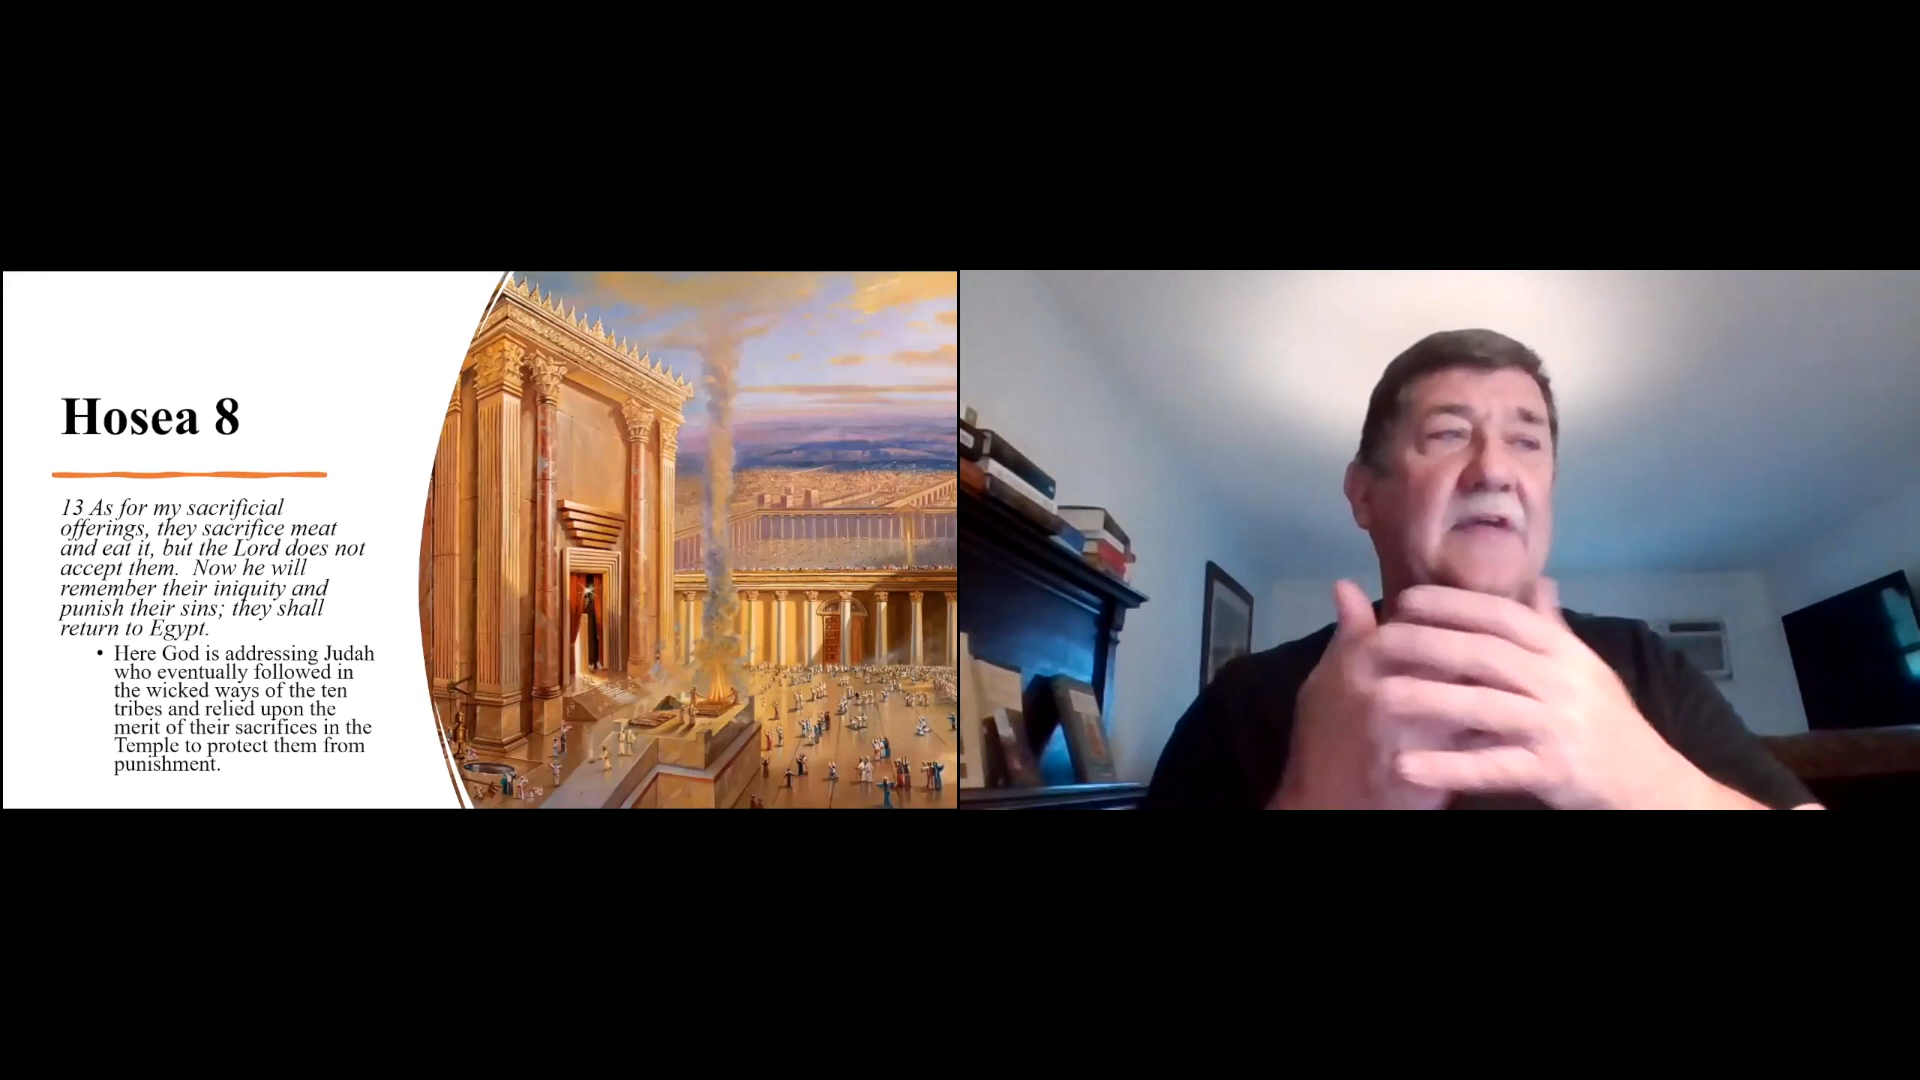 Hosea 8
13 As for my sacrificial
offerings, they sacrifice meat
and eat it, but the Lord does not
accept them.  Now he will
remember their iniquity and
punish their sins; they shall
return to Egypt.
• Here God is addressing Judah
who eventually followed in
the wicked ways of the ten
tribes and relied upon the
merit of their sacrifices in the
Temple to protect them from
punishment.